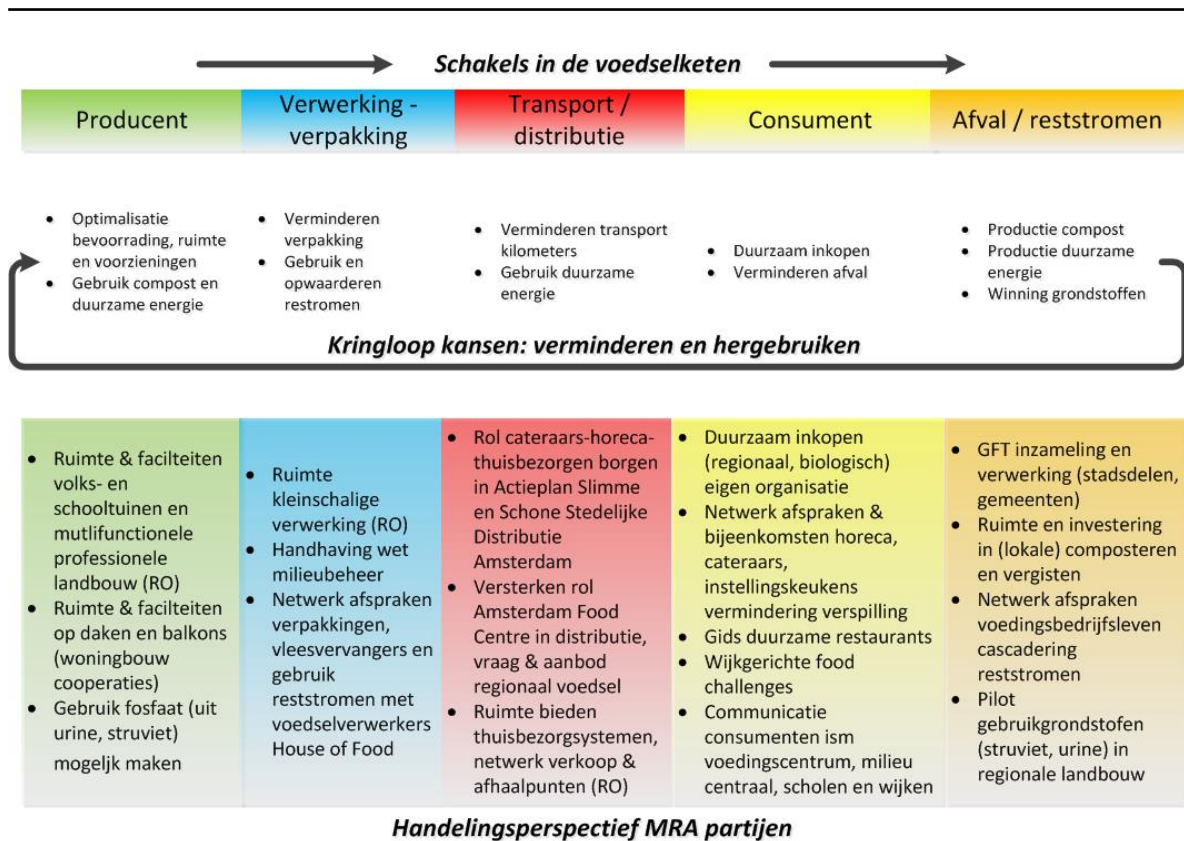 Schakels in de voedselketen
Producent
Verwerking -
verpakking
Transport /
distributie
Consument
Afval / reststromen
• Optimalisatie
bevoorrading, ruimte
en voorzieningen
• Gebruik compost en
duurzame energie
• Verminderen
verpakking
• Gebruik en
opwaarderen
restromen
• Verminderen transport
kilometers
• Gebruik duurzame
energie
• Duurzaam inkopen
• Verminderen afval
• Productie compost
• Productie duurzame
energie
• Winning grondstoffen
Kringloop kansen: verminderen en hergebruiken
• Ruimte & facilteiten
volks- en
schooltuinen en
mutlifunctionele
professionele
landbouw (RO)
• Ruimte & faciliteiten
op daken en balkons
(woningbouw
cooperaties)
• Gebruik fosfaat (uit
urine, struviet)
mogeljk maken
• Ruimte
kleinschalige
verwerking (RO)
• Handhaving wet
milieubeheer
• Netwerk afspraken
verpakkingen,
vleesvervangers en
gebruik
reststromen met
voedselverwerkers
House of Food
• Rol cateraars-horeca-
thuisbezorgen borgen
in Actieplan Slimme
en Schone Stedelijke
Distributie
Amsterdam
• Versterken rol
Amsterdam Food
Centre in distributie,
vraag & aanbod
regionaal voedsel
• Ruimte bieden
thuisbezorgsystemen,
netwerk verkoop &
afhaalpunten (RO)
• Duurzaam inkopen
(regionaal, biologisch)
eigen organisatie
• Netwerk afspraken &
bijeenkomsten horeca,
cateraars,
instellingskeukens
vermindering verspilling
• Gids duurzame restaurants
• Wijkgerichte food
challenges
• Communicatie
consumenten ism
voedingscentrum, milieu
centraal, scholen en wijken
• GFT inzameling en
verwerking (stadsdelen,
gemeenten)
• Ruimte en investering
in (lokale) composteren
en vergisten
• Netwerk afspraken
voedingsbedrijfsleven
cascadering
reststromen
• Pilot
gebruikgrondstofen
(struviet, urine) in
regionale landbouw
Handelingsperspectief MRA partijen